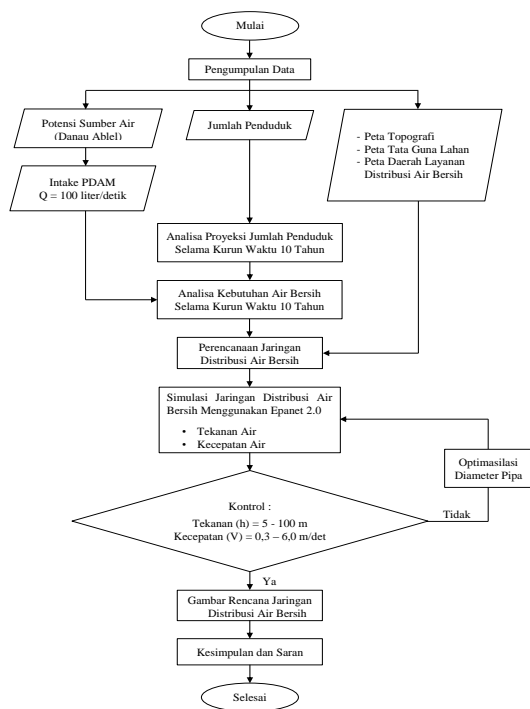 Mulai
Pengumpulan Data
Potensi Sumber Air
(Danau Ablel)
Jumlah Penduduk
- Peta Topografi
- Peta Tata Guna Lahan
- Peta Daerah Layanan
Distribusi Air Bersih
Intake PDAM
Q = 100 liter/detik
Analisa Proyeksi Jumlah Penduduk
Selama Kurun Waktu 10 Tahun
Analisa Kebutuhan Air Bersih
Selama Kurun Waktu 10 Tahun
Perencanaan Jaringan
Distribusi Air Bersih
Simulasi Jaringan Distribusi Air
Bersih Menggunakan Epanet 2.0
• Tekanan Air
• Kecepatan Air
Optimasilasi
Diameter Pipa
Kontrol :
Tekanan (h) = 5 - 100 m
Kecepatan (V) = 0,3 – 6,0 m/det
Tidak
Ya
Gambar Rencana Jaringan
Distribusi Air Bersih
Kesimpulan dan Saran
Selesai